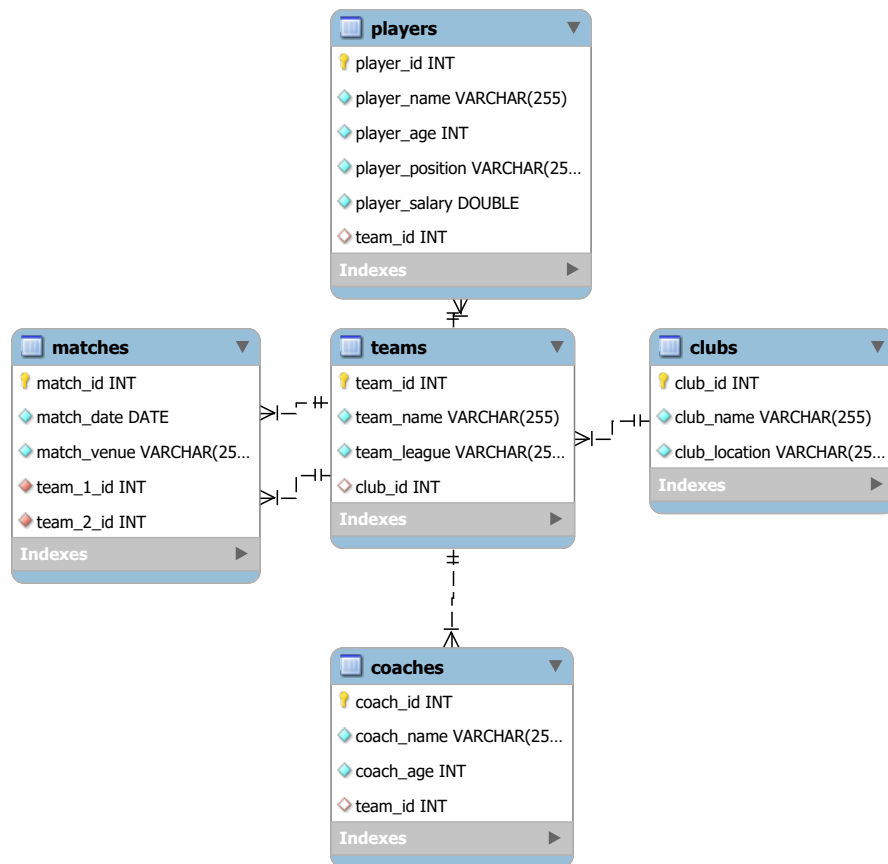 players
player_id INT
player_name VARCHAR(255)
player_age INT
player_position VARCHAR(25...
player_salary DOUBLE
team_id INT
Indexes
matches
match_id INT
match_date DATE
match_venue VARCHAR(25...
team_1_id INT
team_2_id INT
Indexes
teams
team_id INT
team_name VARCHAR(255)
team_league VARCHAR(25...
club_id INT
Indexes
clubs
club_id INT
club_name VARCHAR(255)
club_location VARCHAR(25...
Indexes
coaches
coach_id INT
coach_name VARCHAR(25...
coach_age INT
team_id INT
Indexes